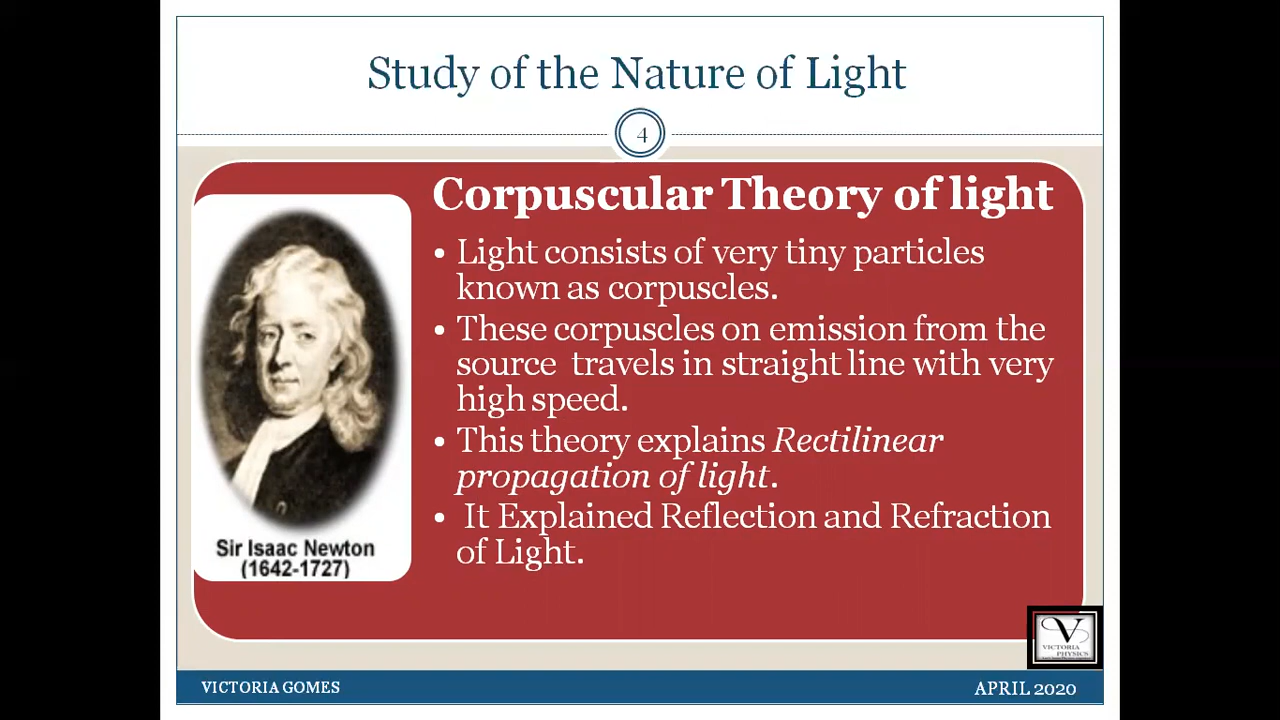 Study of the Nature of Light
4
Corpuscular Theory of light
• Light consists of very tiny particles
known as corpuscles.
• These corpuscles on emission from the
source travels in straight line with very
high speed.
• This theory explains Rectilinear
propagation of light.
• It Explained Reflection and Refraction
of Light.
Sir Isaac Newton
(1642-1727)
V
VICTORIA
PHYSICS
VICTORIA GOMES
APRIL 2020